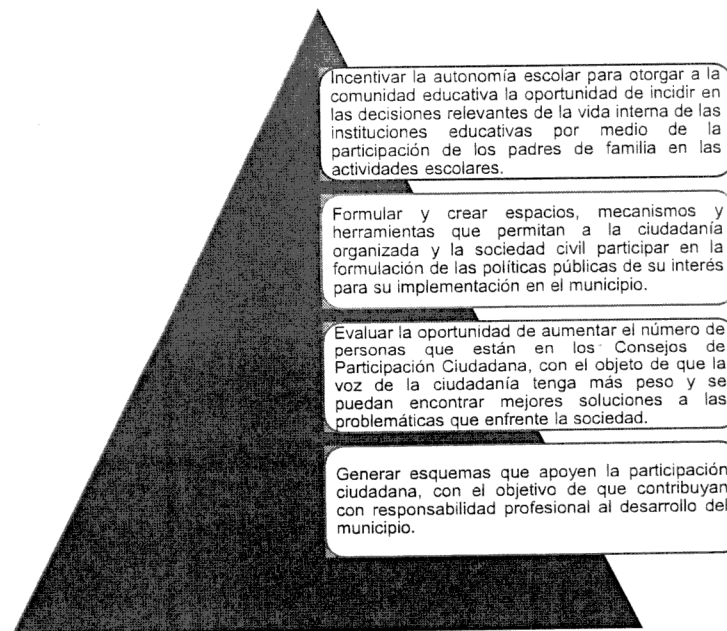 Incentivar la autonomía escolar para otorgar a la
comunidad educativa la oportunidad de incidir en
las decisiones relevantes de la vida interna de las
instituciones educativas por medio de la
participación de los padres de familia en las
actividades escolares.
Formular y crear espacios, mecanismos y
herramientas que permitan a la ciudadanía
organizada y la sociedad civil participar en la
formulación de las políticas públicas de su interés
para su implementación en el municipio.
Evaluar la oportunidad de aumentar el número de
personas que están en los Consejos de
Participación Ciudadana, con el objeto de que la
voz de la ciudadanía tenga más peso y se
puedan encontrar mejores soluciones a las
problemáticas que enfrente la sociedad.
Generar esquemas que apoyen la participación
ciudadana, con el objetivo de que contribuyan
con responsabilidad profesional al desarrollo del
municipio.